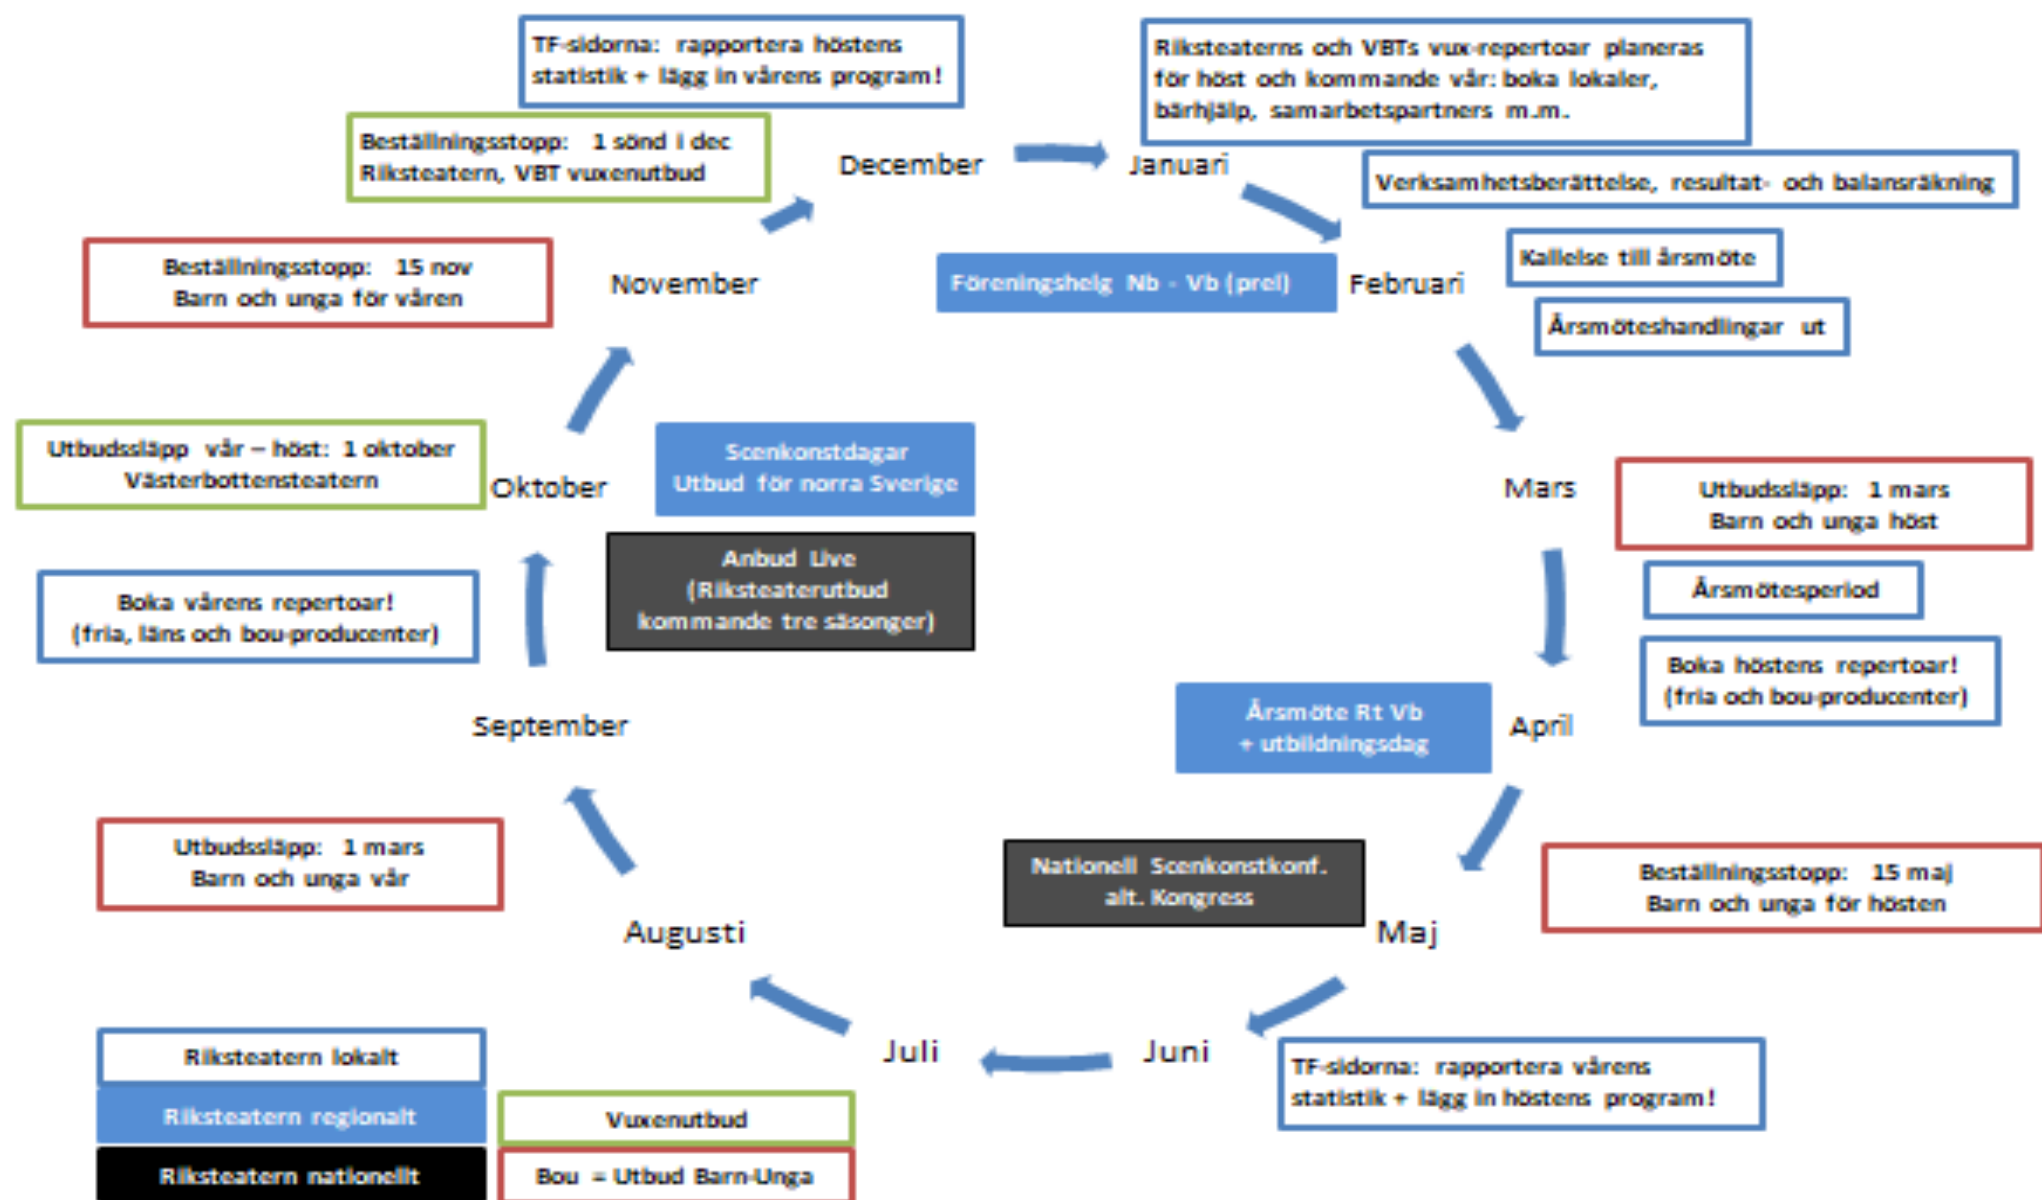 TF-sidorna: rapportera höstens
statistik + lägg in vårens program!
Riksteaterns och VBTs vux-repertoar planeras
för höst och kommande vår: boka lokaler,
bärhjälp, samarbetspartners m.m.
Beställningsstopp: 1 sönd i dec
Riksteatern, VBT vuxenutbud
December
Januari
Verksamhetsberättelse, resultat- och balansräkning
Beställningsstopp: 15 nov
Barn och unga för våren
November
Föreningshelg Nb - Vb (prel)
Februari
Kallelse till årsmöte
Årsmöteshandlingar ut
Utbudssläpp vår – höst: 1 oktober
Västerbottensteatern
Oktober
Scenkonstdagar
Utbud för norra Sverige
Mars
Utbudssläpp: 1 mars
Barn och unga höst
Anbud Live
(Riksteaterutbud
kommande tre säsonger)
Årsmötesperiod
Boka vårens repertoar!
(fria, läns och bou-producenter)
Boka höstens repertoar!
(fria och bou-producenter)
September
Årsmöte Rt Vb
+ utbildningsdag
April
Utbudssläpp: 1 mars
Barn och unga vår
Nationell Scenkonstkonf.
alt. Kongress
Beställningsstopp: 15 maj
Barn och unga för hösten
Augusti
Maj
Juli
Juni
TF-sidorna: rapportera vårens
statistik + lägg in höstens program!
Riksteatern lokalt
Riksteatern regionalt
Vuxenutbud
Riksteatern nationellt
Bou = Utbud Barn-Unga